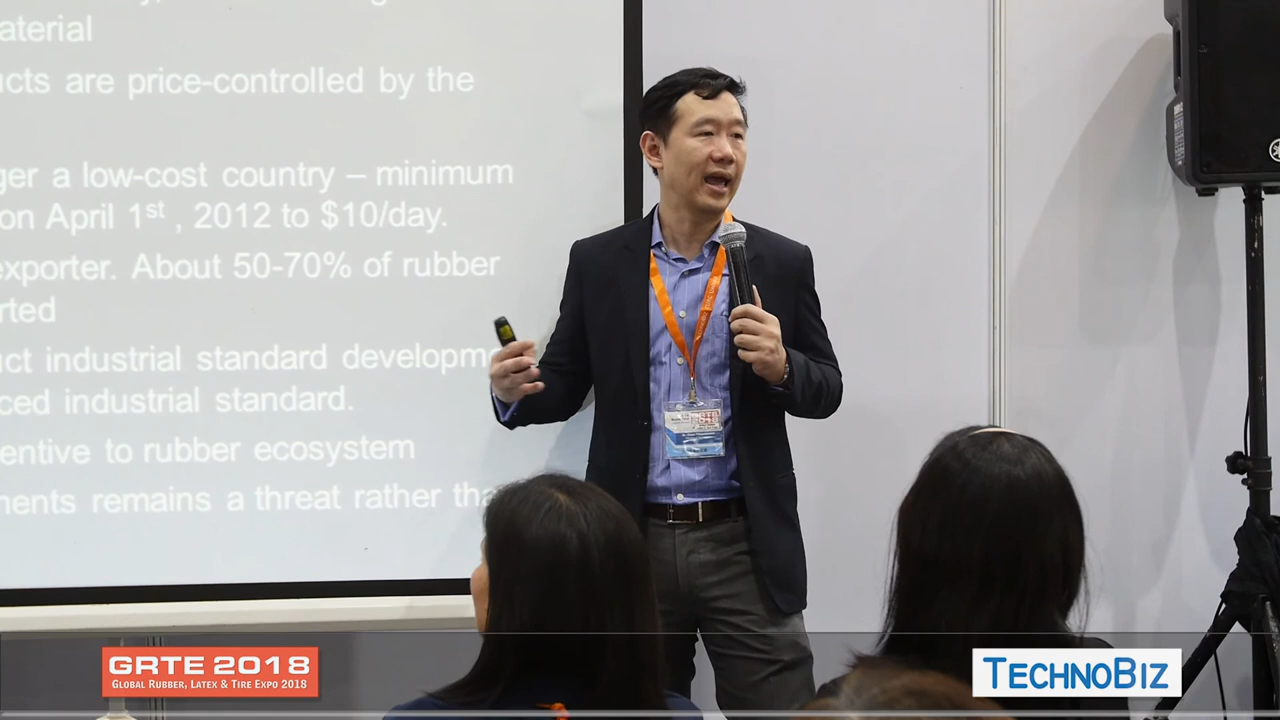 aterial
ucts are price-controlled by the
ger a low-cost country – minimum
on April 1st , 2012 to $10/day.
exporter. About 50-70% of rubber
rted
uct industrial standard developme
ced industrial standard.
entive to rubber ecosystem
ments remains a threat rather tha
GRTE 2018
GLOBAL RUBBER, LATEX & TIRE EXPO 2018
TECHNOBIZ